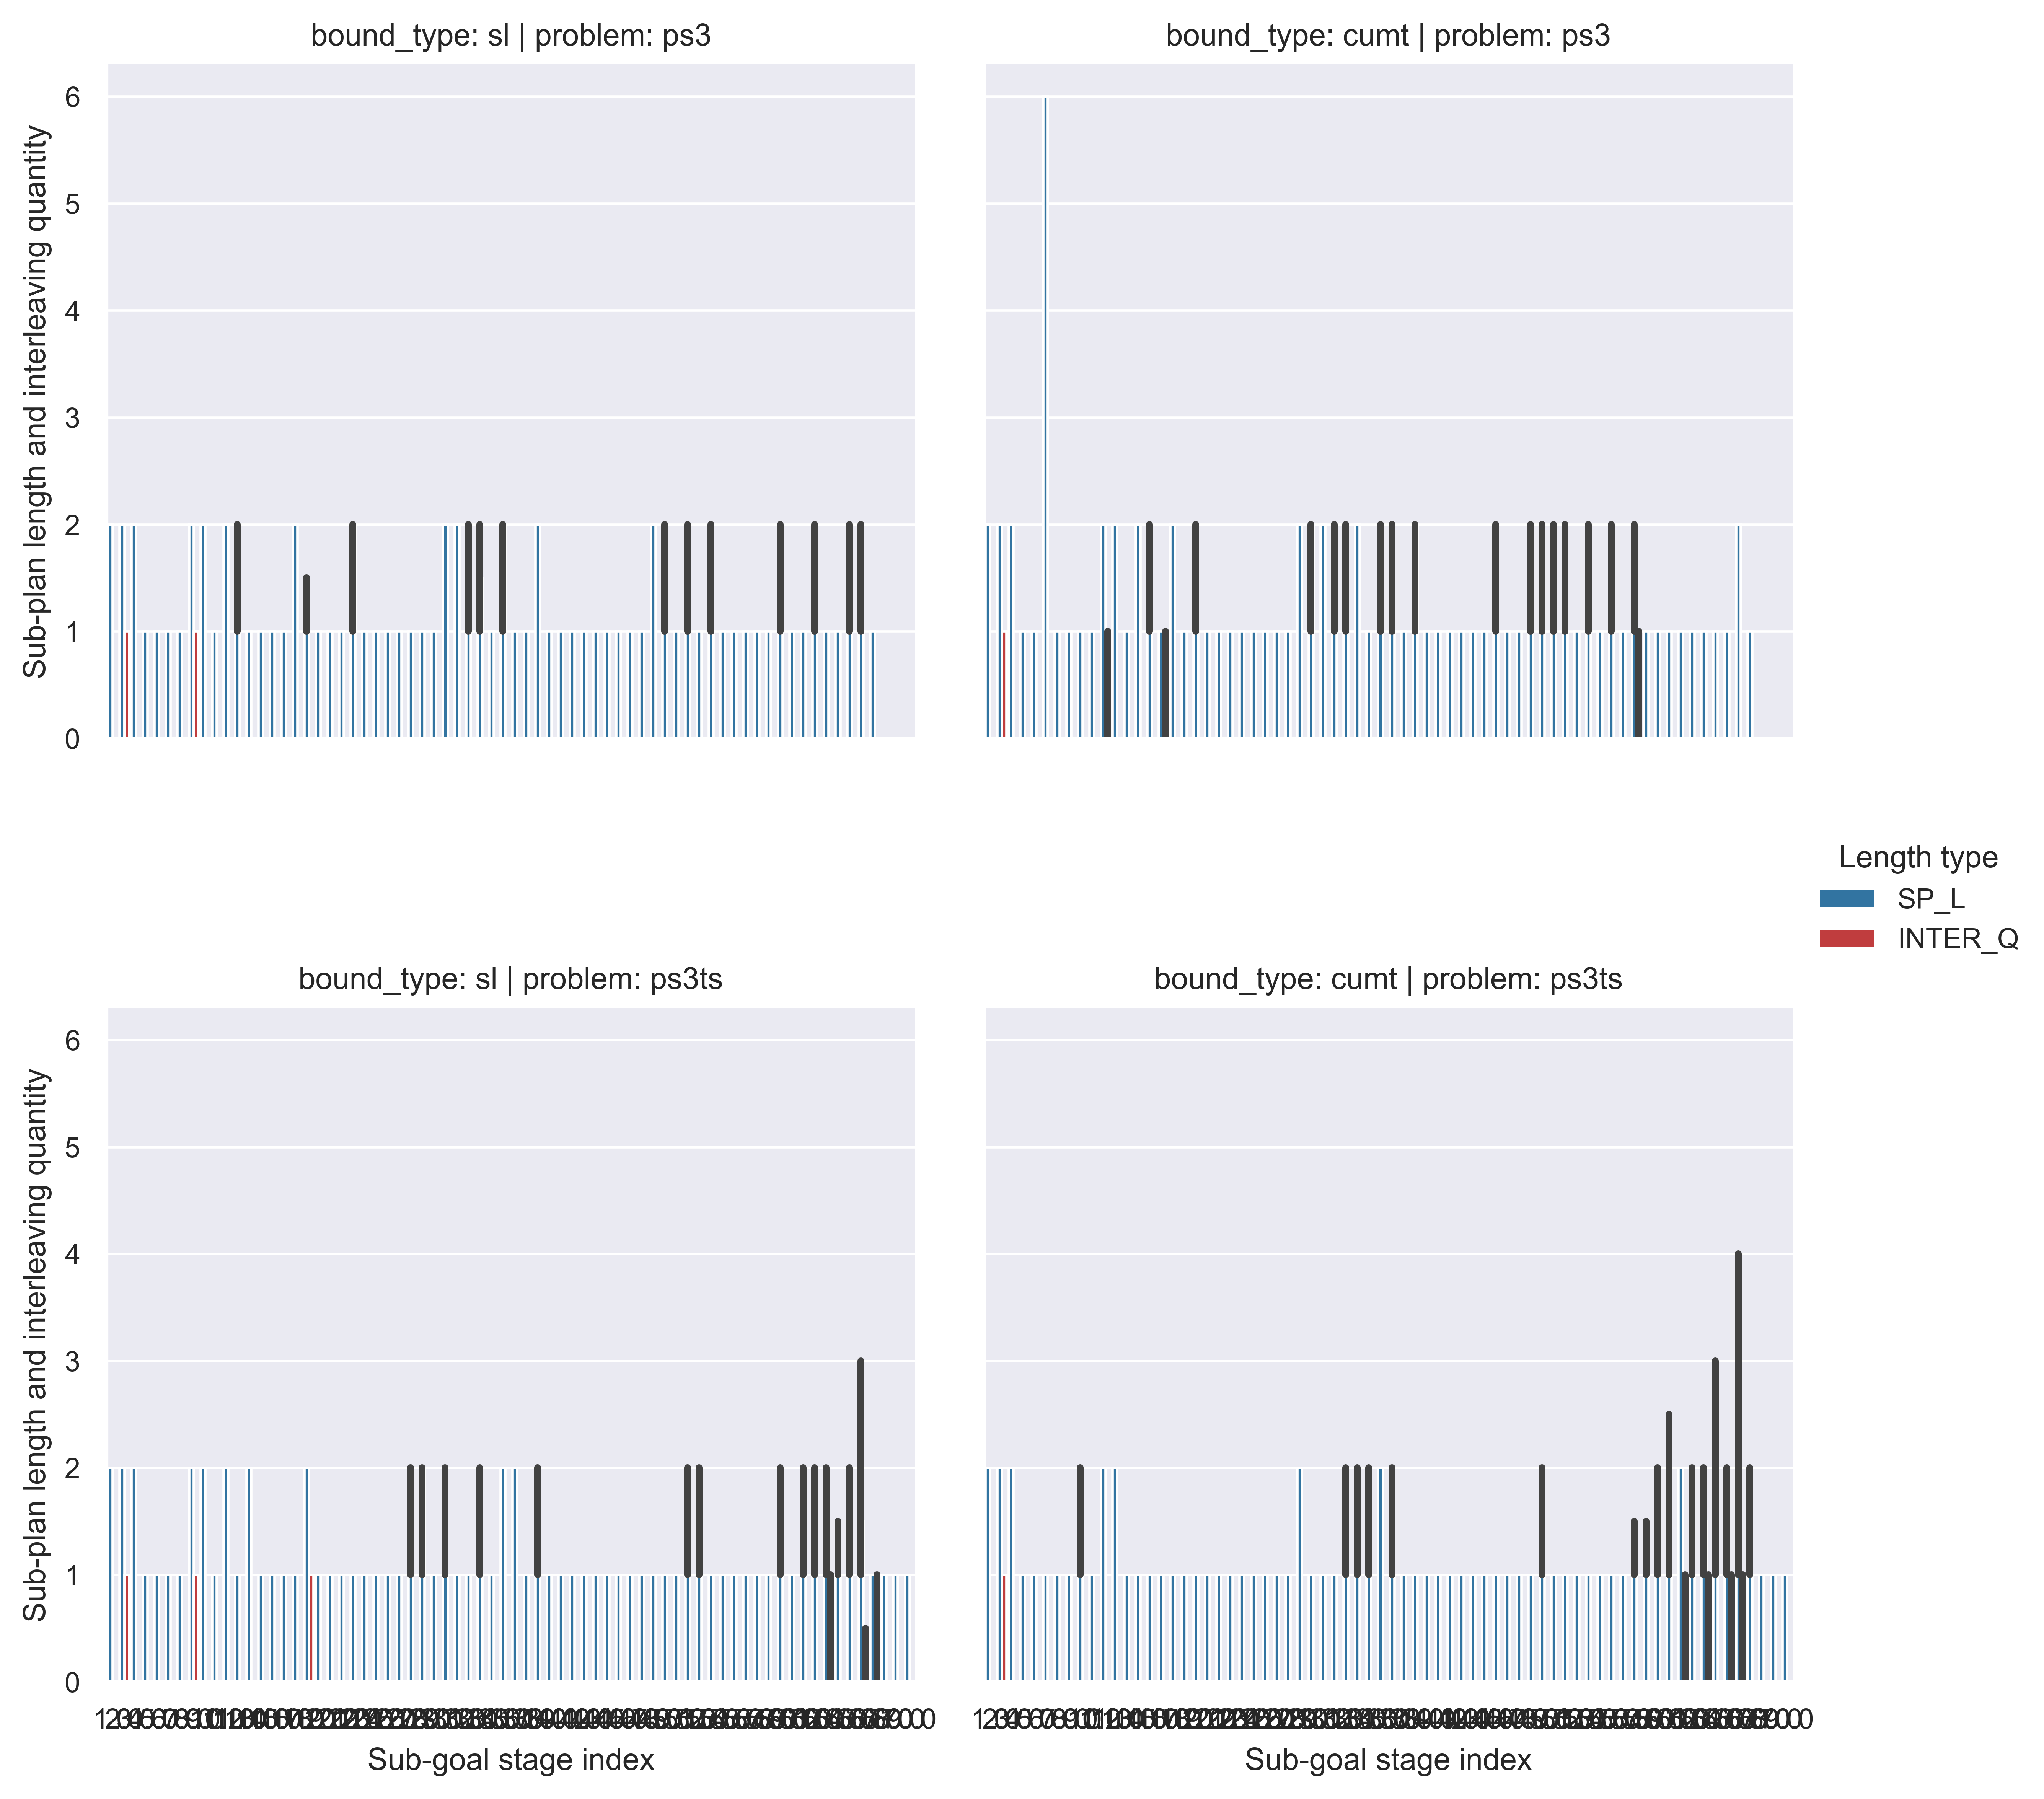 bound_type: sl | problem: ps3
bound_type: cumt | problem: ps3
Sub-plan length and interleaving quantity
6
5
4
3
2
1
0
Length type
SP_L
INTER_Q
bound_type: sl | problem: ps3ts
bound_type: cumt | problem: ps3ts
Sub-plan length and interleaving quantity
6
5
4
3
2
1
0
Sub-goal stage index
Sub-goal stage index